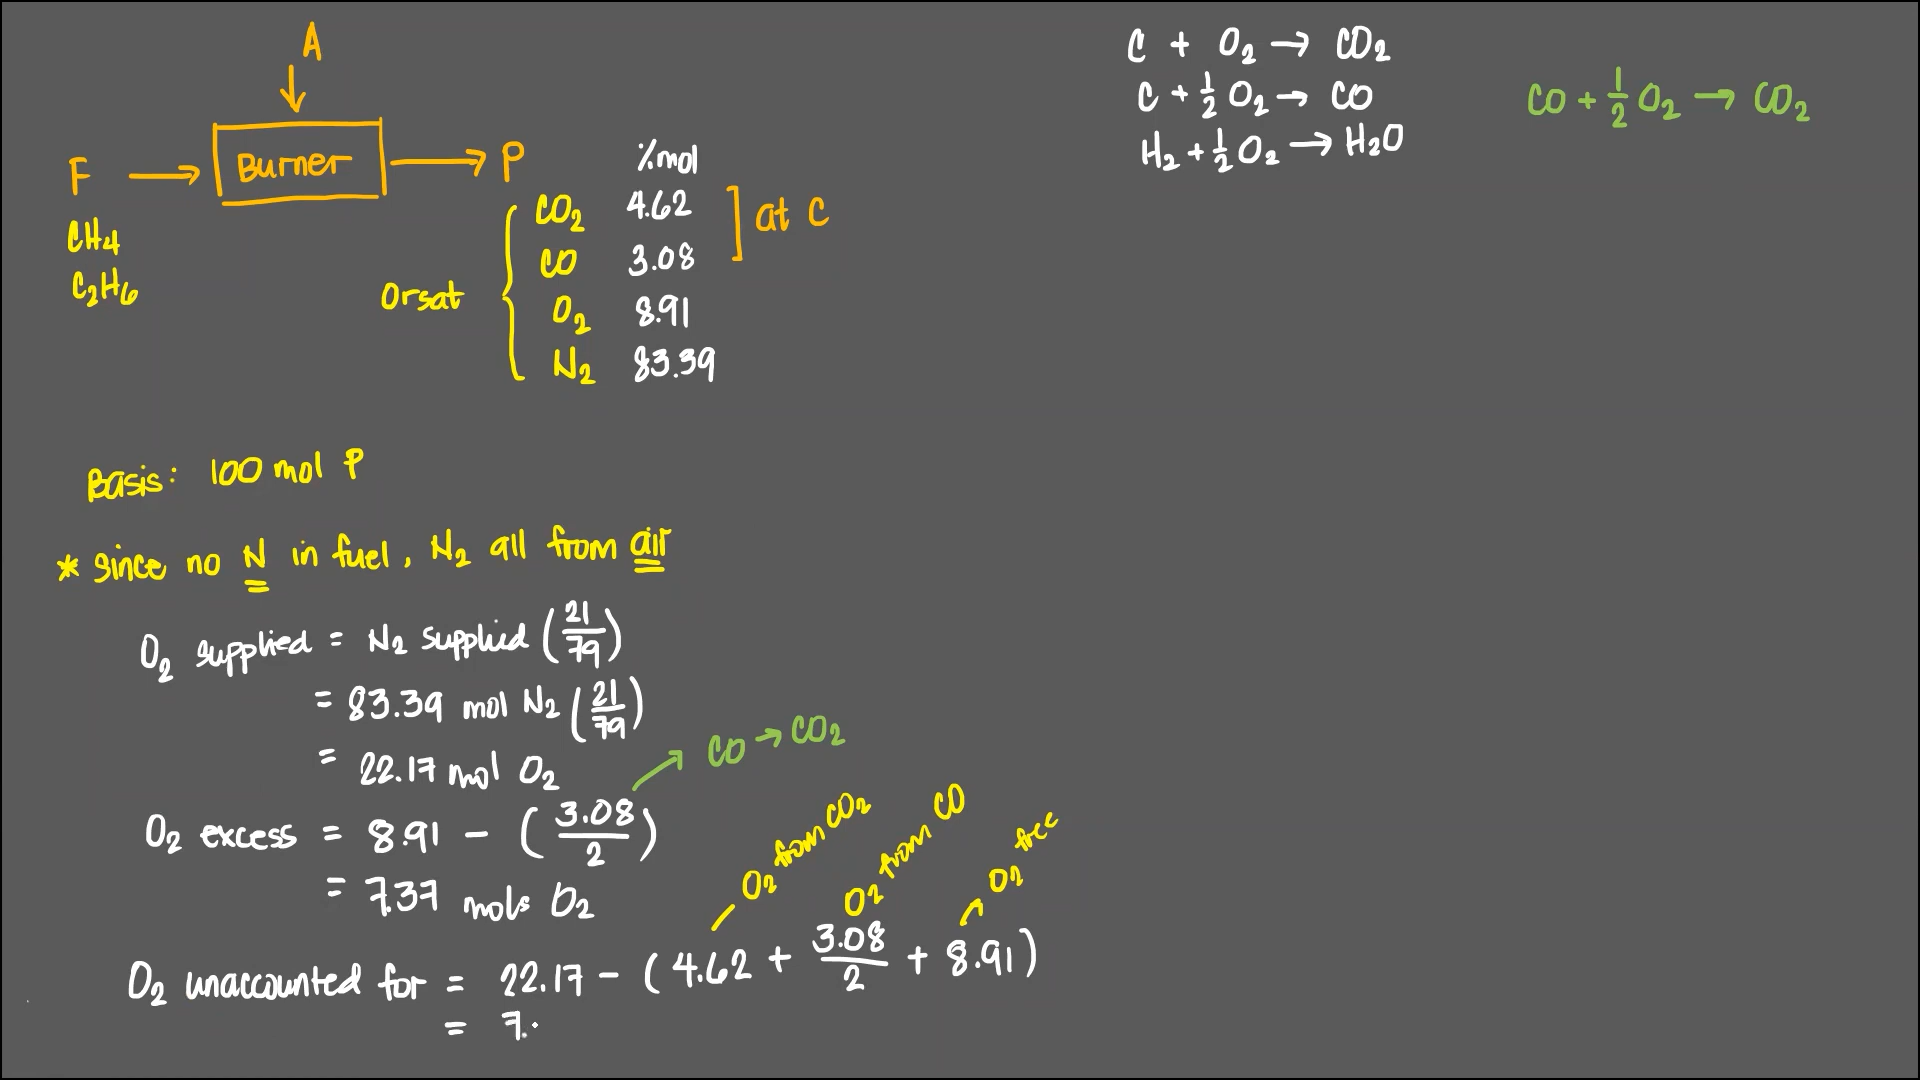 A
Burner
F
P
%mol
CH4
C2H6
Orsat
CO2 4.62
CO 3.08
O2 8.91
N2 83.39
at C
C + O2 → CO2
C + 1/2 O2 → CO
H2 + 1/2 O2 → H2O
CO + 1/2 O2 → CO2
Basis: 100 mol P
* Since no N in fuel, N2 all from air
O2 supplied = N2 supplied (21/79)
= 83.39 mol N2 (21/79)
= 22.17 mol O2
CO → CO2
O2 excess = 8.91 - (3.08/2)
= 7.37 mols O2
O2 from CO2
O2 from CO
O2 free
O2 unaccounted for = 22.17 - (4.62 + 3.08/2 + 8.91)
= 7.